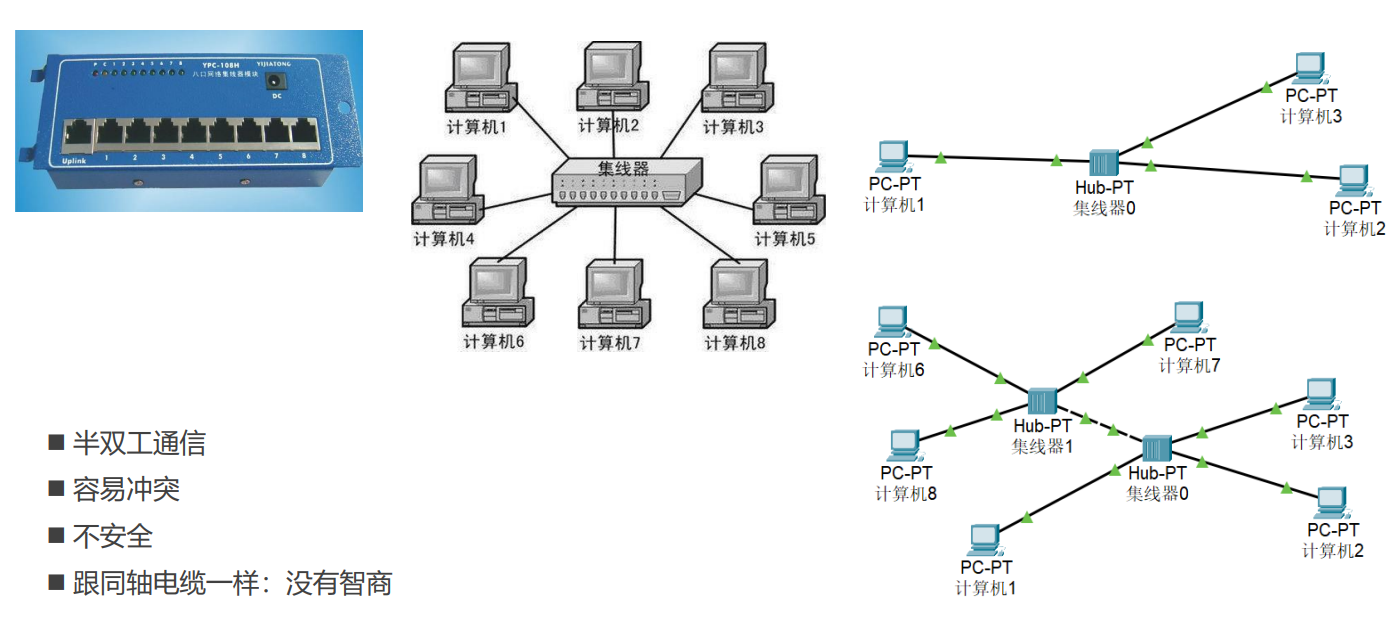 P C 1 2 3 4 5 6 7 8
YPC-108H
YIJIATONG
八口网络集线器模块
DC
Uplink 1 2 3 4 5 6 7 8
计算机1
计算机2
计算机3
集线器
计算机4
计算机5
计算机6
计算机7
计算机8
PC-PT
计算机3
PC-PT
计算机1
Hub-PT
集线器0
PC-PT
计算机2
PC-PT
计算机6
PC-PT
计算机7
Hub-PT
集线器1
PC-PT
计算机3
PC-PT
计算机8
Hub-PT
集线器0
PC-PT
计算机2
PC-PT
计算机1
■ 半双工通信
■ 容易冲突
■ 不安全
■ 跟同轴电缆一样：没有智商